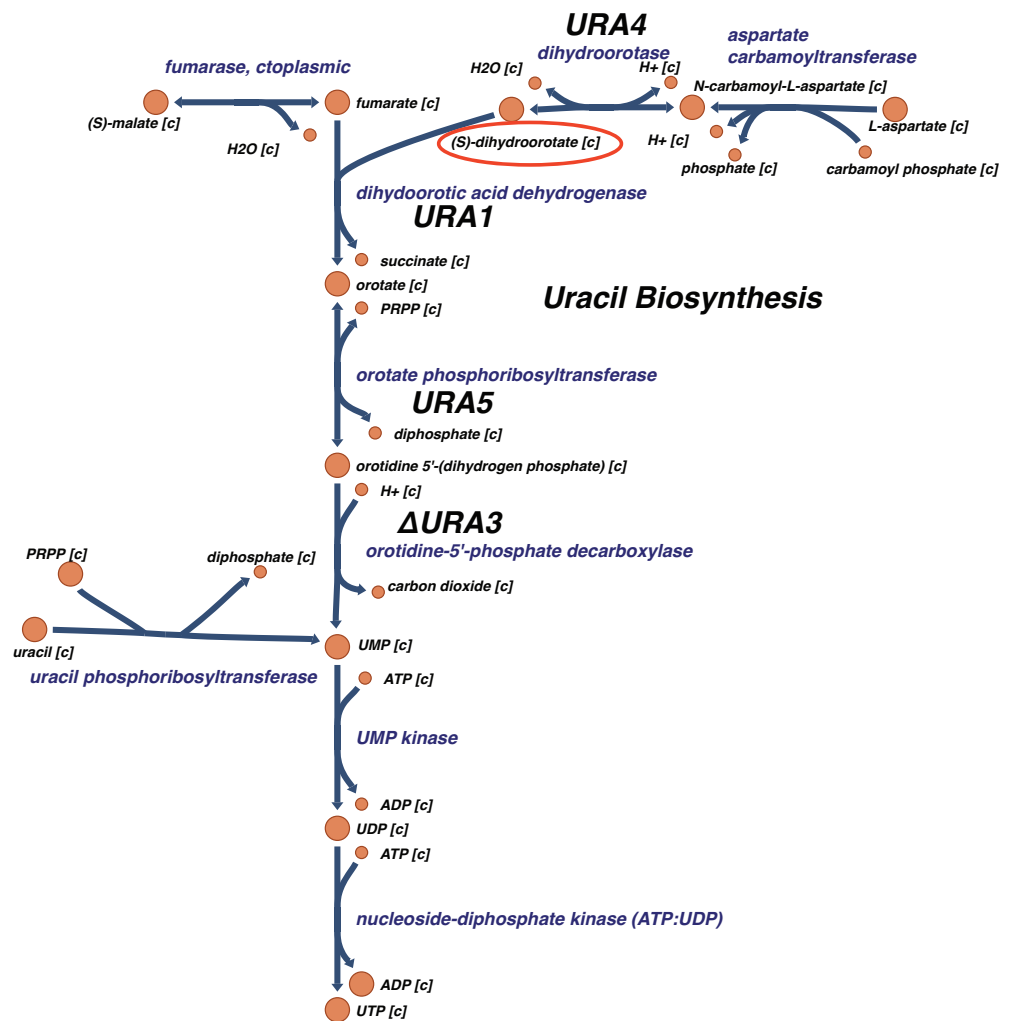 URA4
aspartate
carbamoyltransferase
dihydroorotase
fumarase, ctoplasmic
H2O [c]
H+ [c]
N-carbamoyl-L-aspartate [c]
fumarate [c]
(S)-malate [c]
L-aspartate [c]
H2O [c]
(S)-dihydroorotate [c]
H+ [c]
phosphate [c]
carbamoyl phosphate [c]
dihydoorotic acid dehydrogenase
URA1
succinate [c]
orotate [c]
Uracil Biosynthesis
PRPP [c]
orotate phosphoribosyltransferase
URA5
diphosphate [c]
orotidine 5'-(dihydrogen phosphate) [c]
H+ [c]
ΔURA3
orotidine-5'-phosphate decarboxylase
PRPP [c]
diphosphate [c]
carbon dioxide [c]
uracil [c]
UMP [c]
uracil phosphoribosyltransferase
ATP [c]
UMP kinase
ADP [c]
UDP [c]
ATP [c]
nucleoside-diphosphate kinase (ATP:UDP)
ADP [c]
UTP [c]